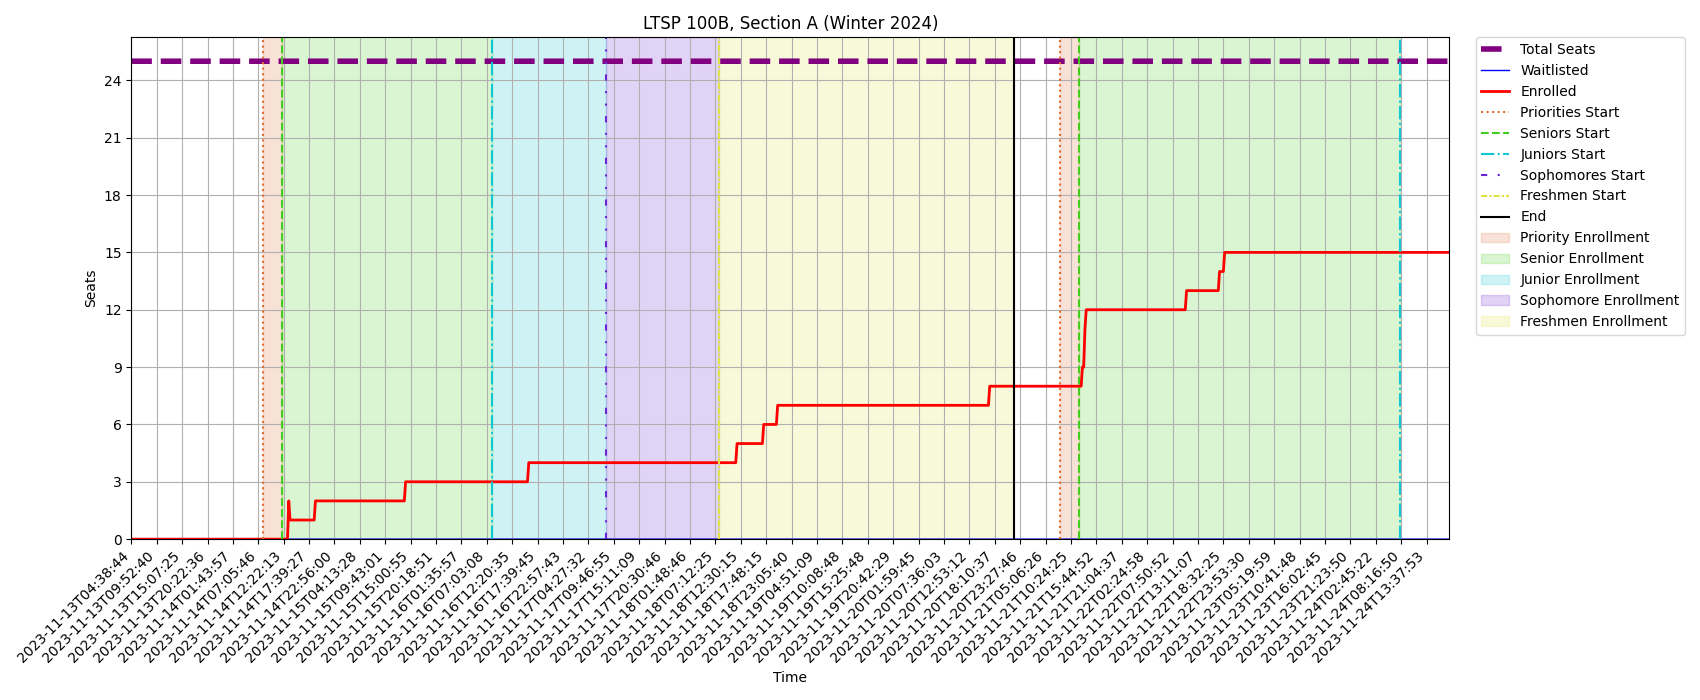 LTSP 100B, Section A (Winter 2024)
Total Seats
Waitlisted
Enrolled
Priorities Start
Seniors Start
Juniors Start
Sophomores Start
Freshmen Start
End
Priority Enrollment
Senior Enrollment
Junior Enrollment
Sophomore Enrollment
Freshmen Enrollment
Seats
24
21
18
15
12
9
6
3
0
2023-11-13T04:38:44
2023-11-13T09:52:40
2023-11-13T15:07:25
2023-11-13T20:22:36
2023-11-14T01:43:57
2023-11-14T07:05:46
2023-11-14T12:22:13
2023-11-14T17:39:27
2023-11-14T22:56:00
2023-11-15T04:13:28
2023-11-15T09:43:01
2023-11-15T15:00:55
2023-11-15T20:18:51
2023-11-16T01:35:57
2023-11-16T07:03:08
2023-11-16T12:20:35
2023-11-16T17:39:45
2023-11-16T22:57:43
2023-11-17T04:27:32
2023-11-17T09:46:55
2023-11-17T15:11:09
2023-11-17T20:30:46
2023-11-18T01:48:46
2023-11-18T07:12:25
2023-11-18T12:30:15
2023-11-18T17:48:15
2023-11-18T23:05:40
2023-11-19T04:51:09
2023-11-19T10:08:48
2023-11-19T15:25:48
2023-11-19T20:42:29
2023-11-20T01:59:45
2023-11-20T07:36:03
2023-11-20T12:53:12
2023-11-20T18:10:37
2023-11-20T23:27:46
2023-11-21T05:06:26
2023-11-21T10:24:25
2023-11-21T15:44:52
2023-11-21T21:04:37
2023-11-22T02:24:58
2023-11-22T07:50:52
2023-11-22T13:11:07
2023-11-22T18:32:25
2023-11-22T23:53:30
2023-11-23T05:19:59
2023-11-23T10:41:48
2023-11-23T16:02:45
2023-11-23T21:23:50
2023-11-24T02:45:22
2023-11-24T08:16:50
2023-11-24T13:37:53
Time